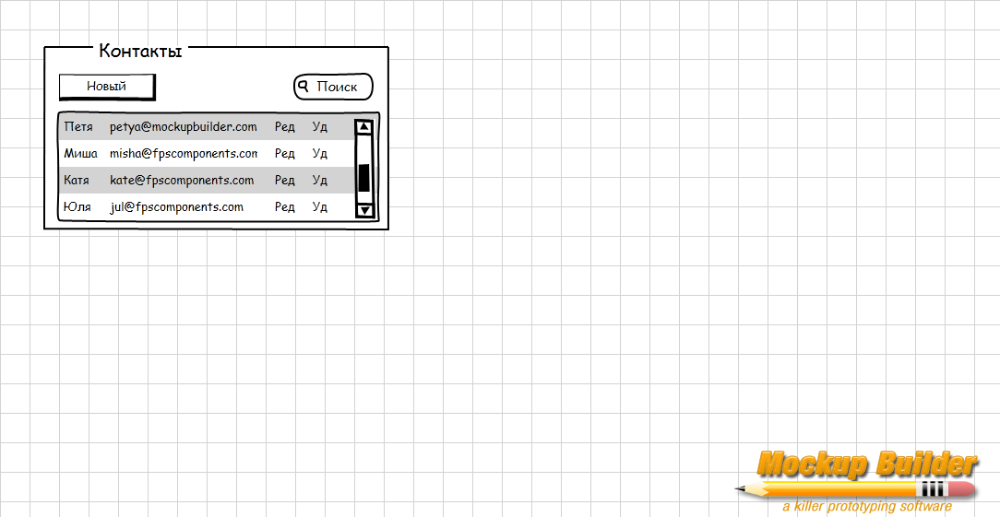 Контакты
Новый
Поиск
Петя petya@mockupbuilder.com Ред Уд
Миша misha@fpscomponents.con Ред Уд
Катя kate@fpscomponents.com Ред Уд
Юля jul@fpscomponents.com Ред Уд
Mockup Builder
a killer prototyping software